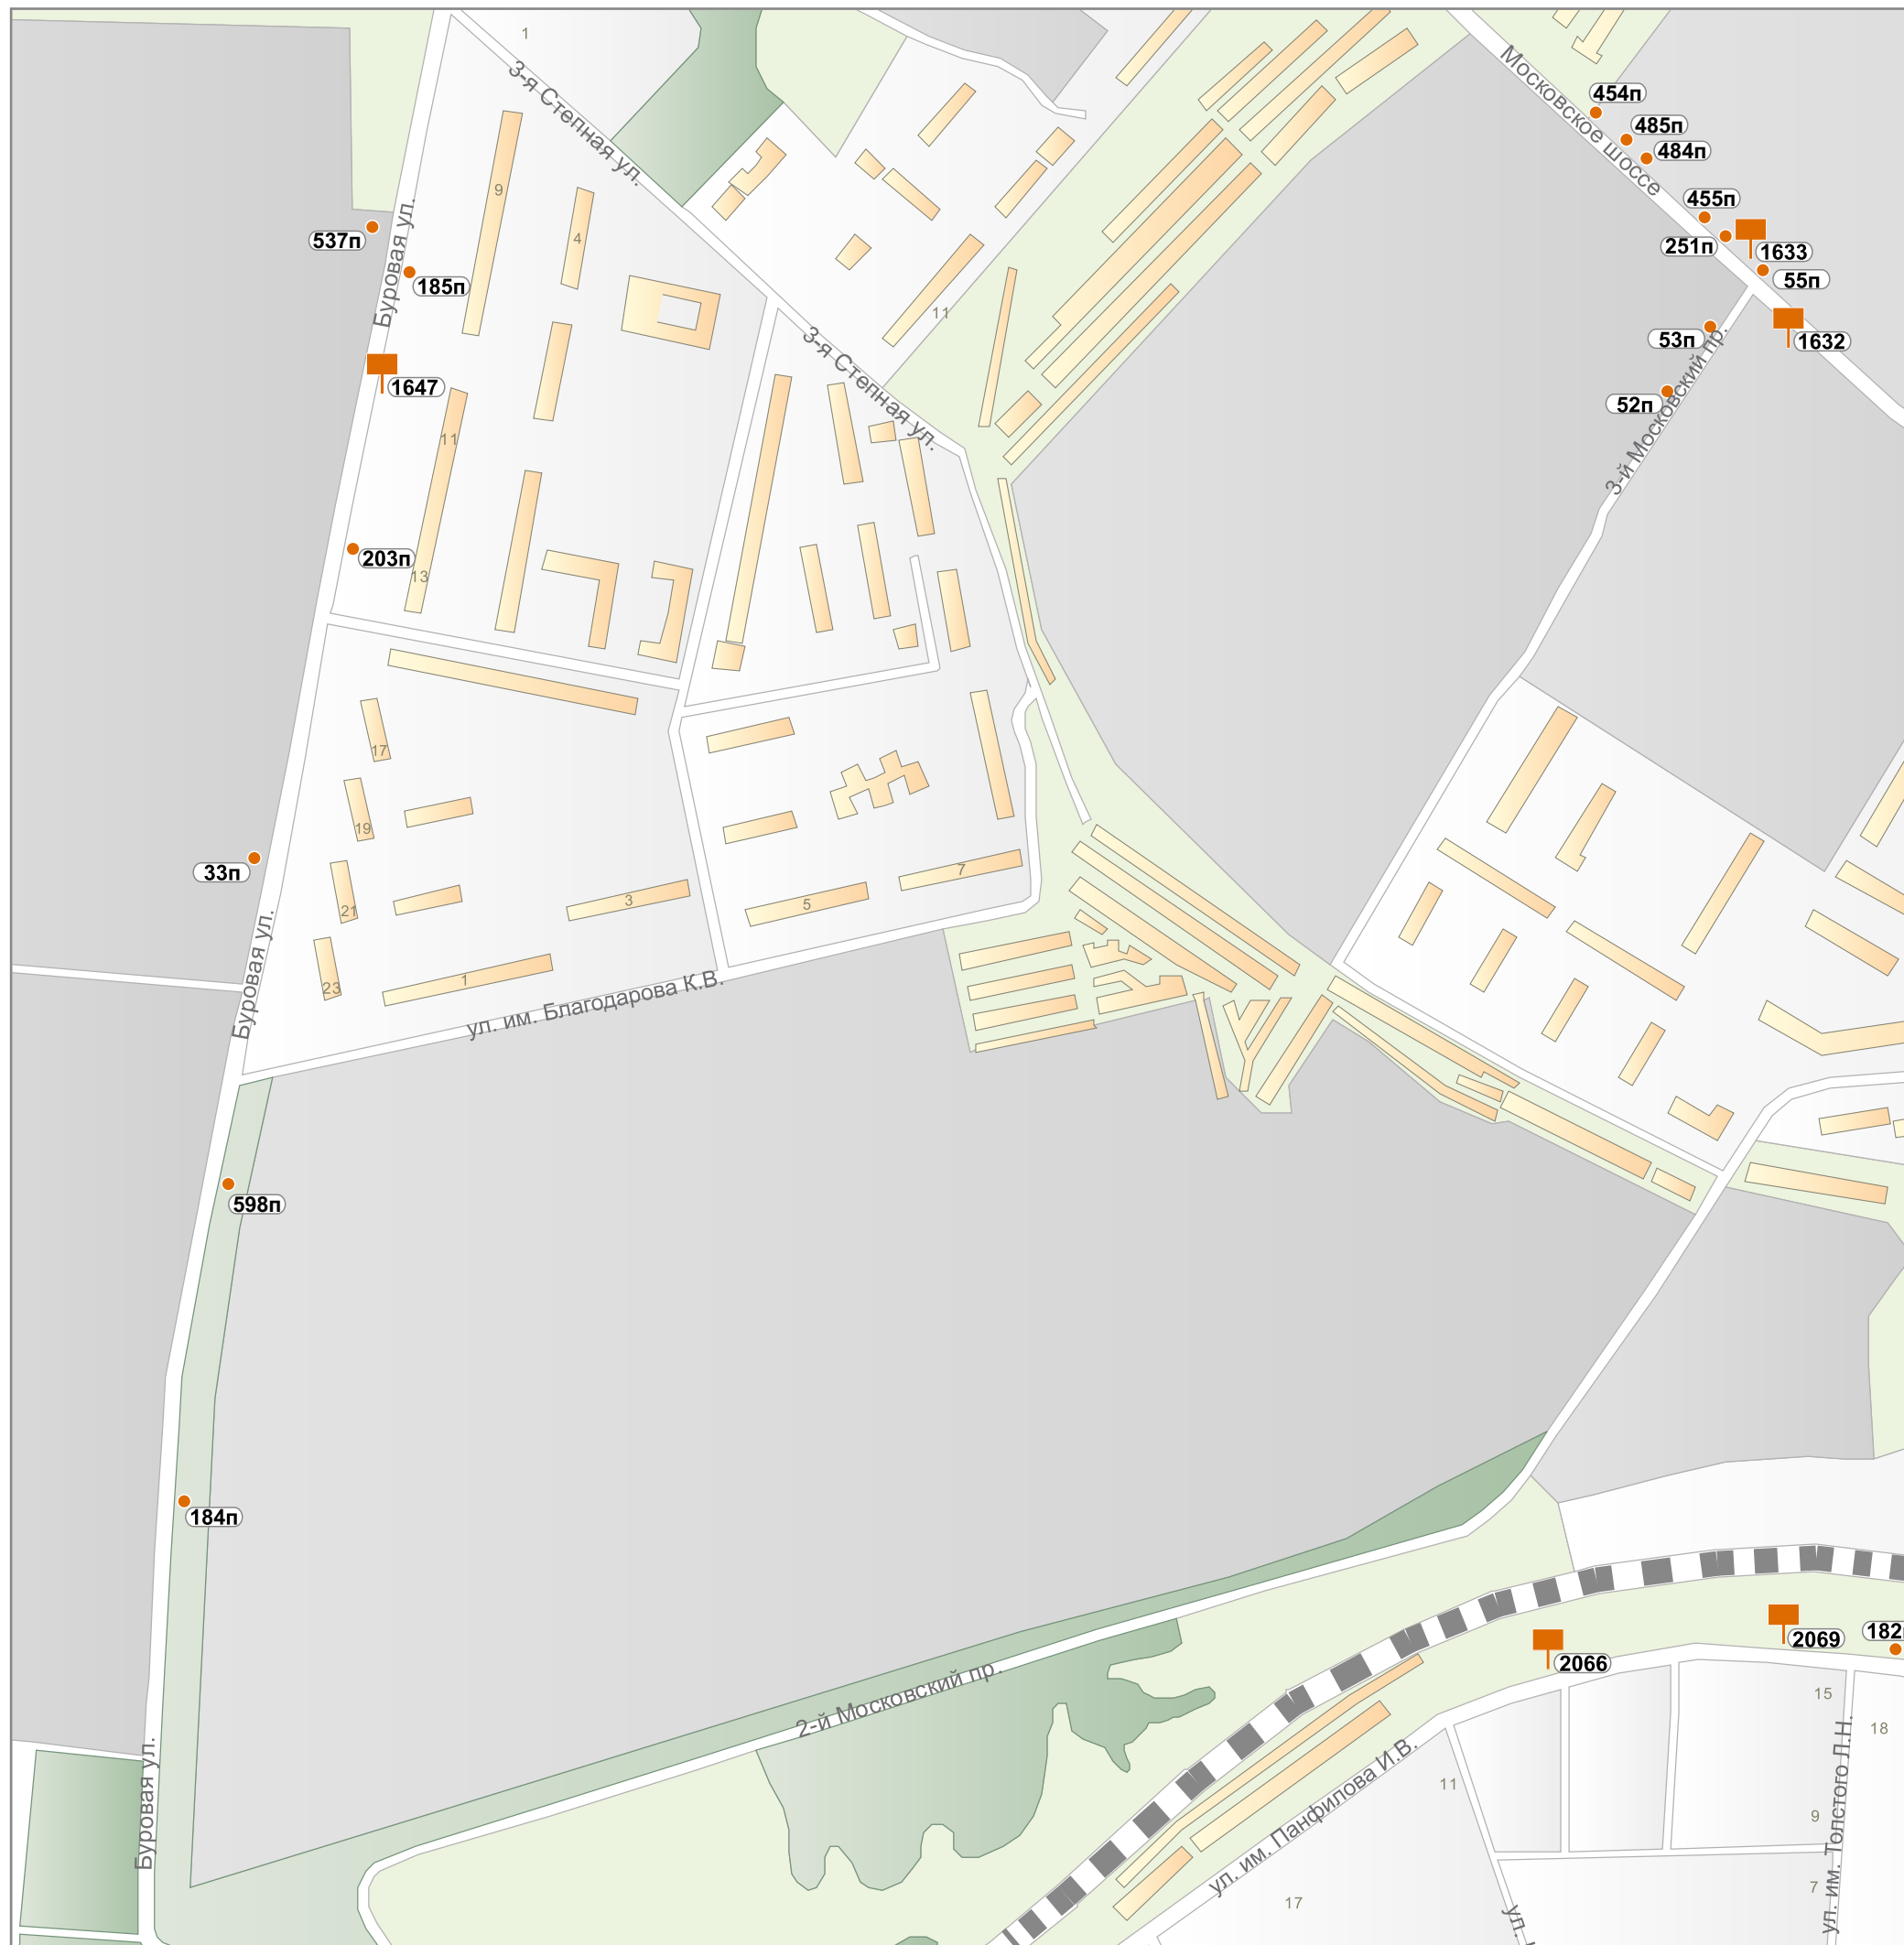 1
3-я Степная ул.
Московское шоссе
454п
485п
484п
9
4
455п
537п
251п
1633
185п
55п
Буровая ул.
11
53п
1632
3-я Степная ул.
1647
52п
3-й Московский пр.
11
203п
13
17
19
33п
7
3
5
21
Буровая ул.
1
23
ул. им. Благодарова К.В.
598п
184п
2069
2066
2-й Московский пр.
15
18
Буровая ул.
ул. им. Панфилова И.В.
11
9
ул. им. Толстого Л.Н.
7
17
ул.